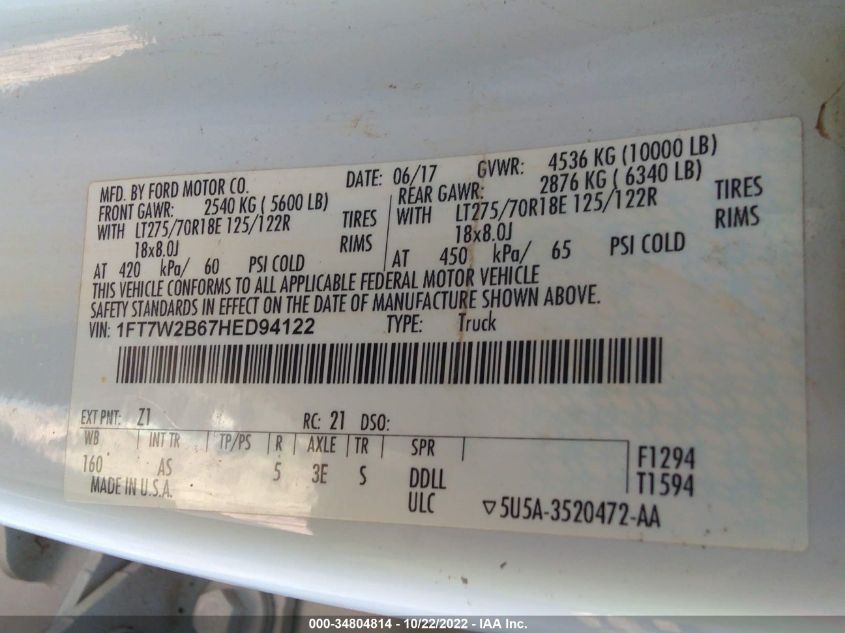 MFD. BY FORD MOTOR CO. DATE: 06/17 GVWR: 4536 KG (10000 LB)
FRONT GAWR: 2540 KG ( 5600 LB) REAR GAWR: 2876 KG ( 6340 LB)
WITH LT275/70R18E 125/122R TIRES WITH LT275/70R18E 125/122R TIRES
18x8.0J RIMS 18x8.0J RIMS
AT 420 kPa/ 60 PSI COLD AT 450 kPa/ 65 PSI COLD
THIS VEHICLE CONFORMS TO ALL APPLICABLE FEDERAL MOTOR VEHICLE
SAFETY STANDARDS IN EFFECT ON THE DATE OF MANUFACTURE SHOWN ABOVE.
VIN: 1FT7W2B67HED94122 TYPE: Truck
EXT PNT: Z1 RC: 21 DSO:
WB INT TR TP/PS R AXLE TR SPR F1294
160 AS 5 3E S DDLL T1594
MADE IN U.S.A. ULC ▽5U5A-3520472-AA
000-34804814 - 10/22/2022 - IAA Inc.